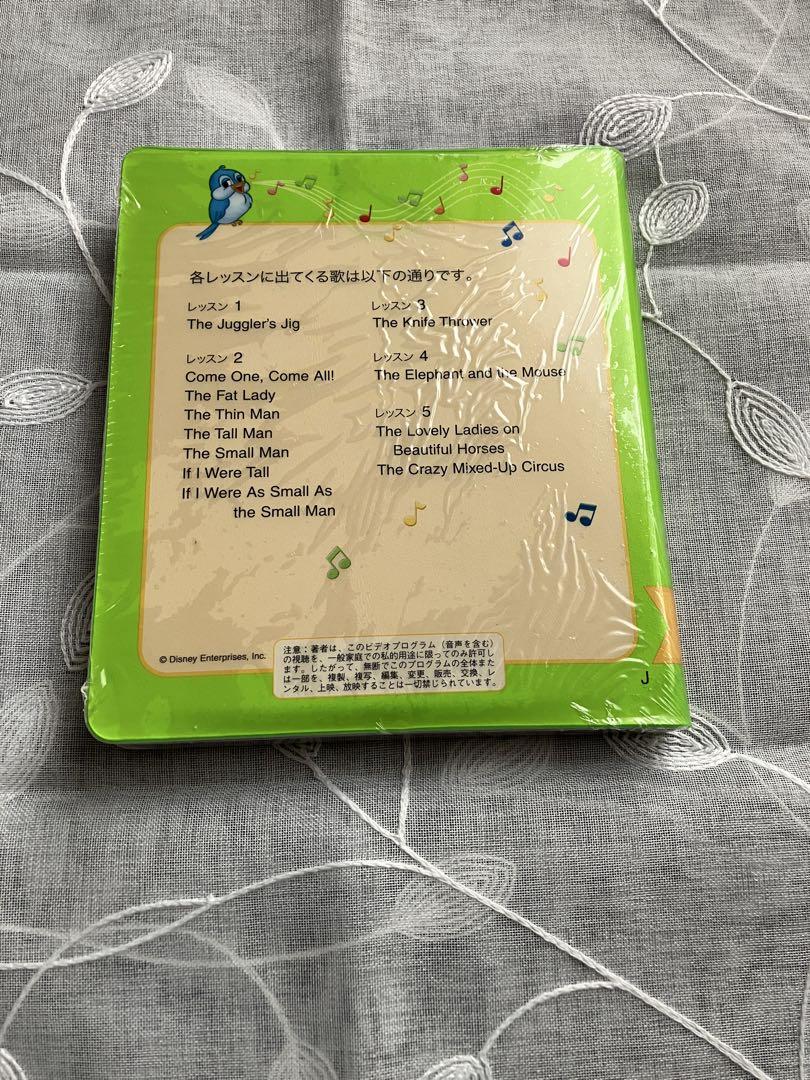 各レッスンに出てくる歌は以下の通りです。
レッスン 1
The Juggler's Jig
レッスン 2
Come One, Come All!
The Fat Lady
The Thin Man
The Tall Man
The Small Man
If I Were Tall
If I Were As Small As
the Small Man
レッスン 3
The Knife Thrower
レッスン 4
The Elephant and the Mouse
レッスン 5
The Lovely Ladies on
Beautiful Horses
The Crazy Mixed-Up Circus
© Disney Enterprises, Inc.
注意：著者は、このビデオプログラム（音声を含む）
の視聴を、一般家庭での私的用途に限ってのみ許可し
ます。したがって、無断でこのプログラムの全体また
は一部を、複製、複写、編集、変更、販売、交換、レ
ンタル、上映、放映することは一切禁じられています。
J